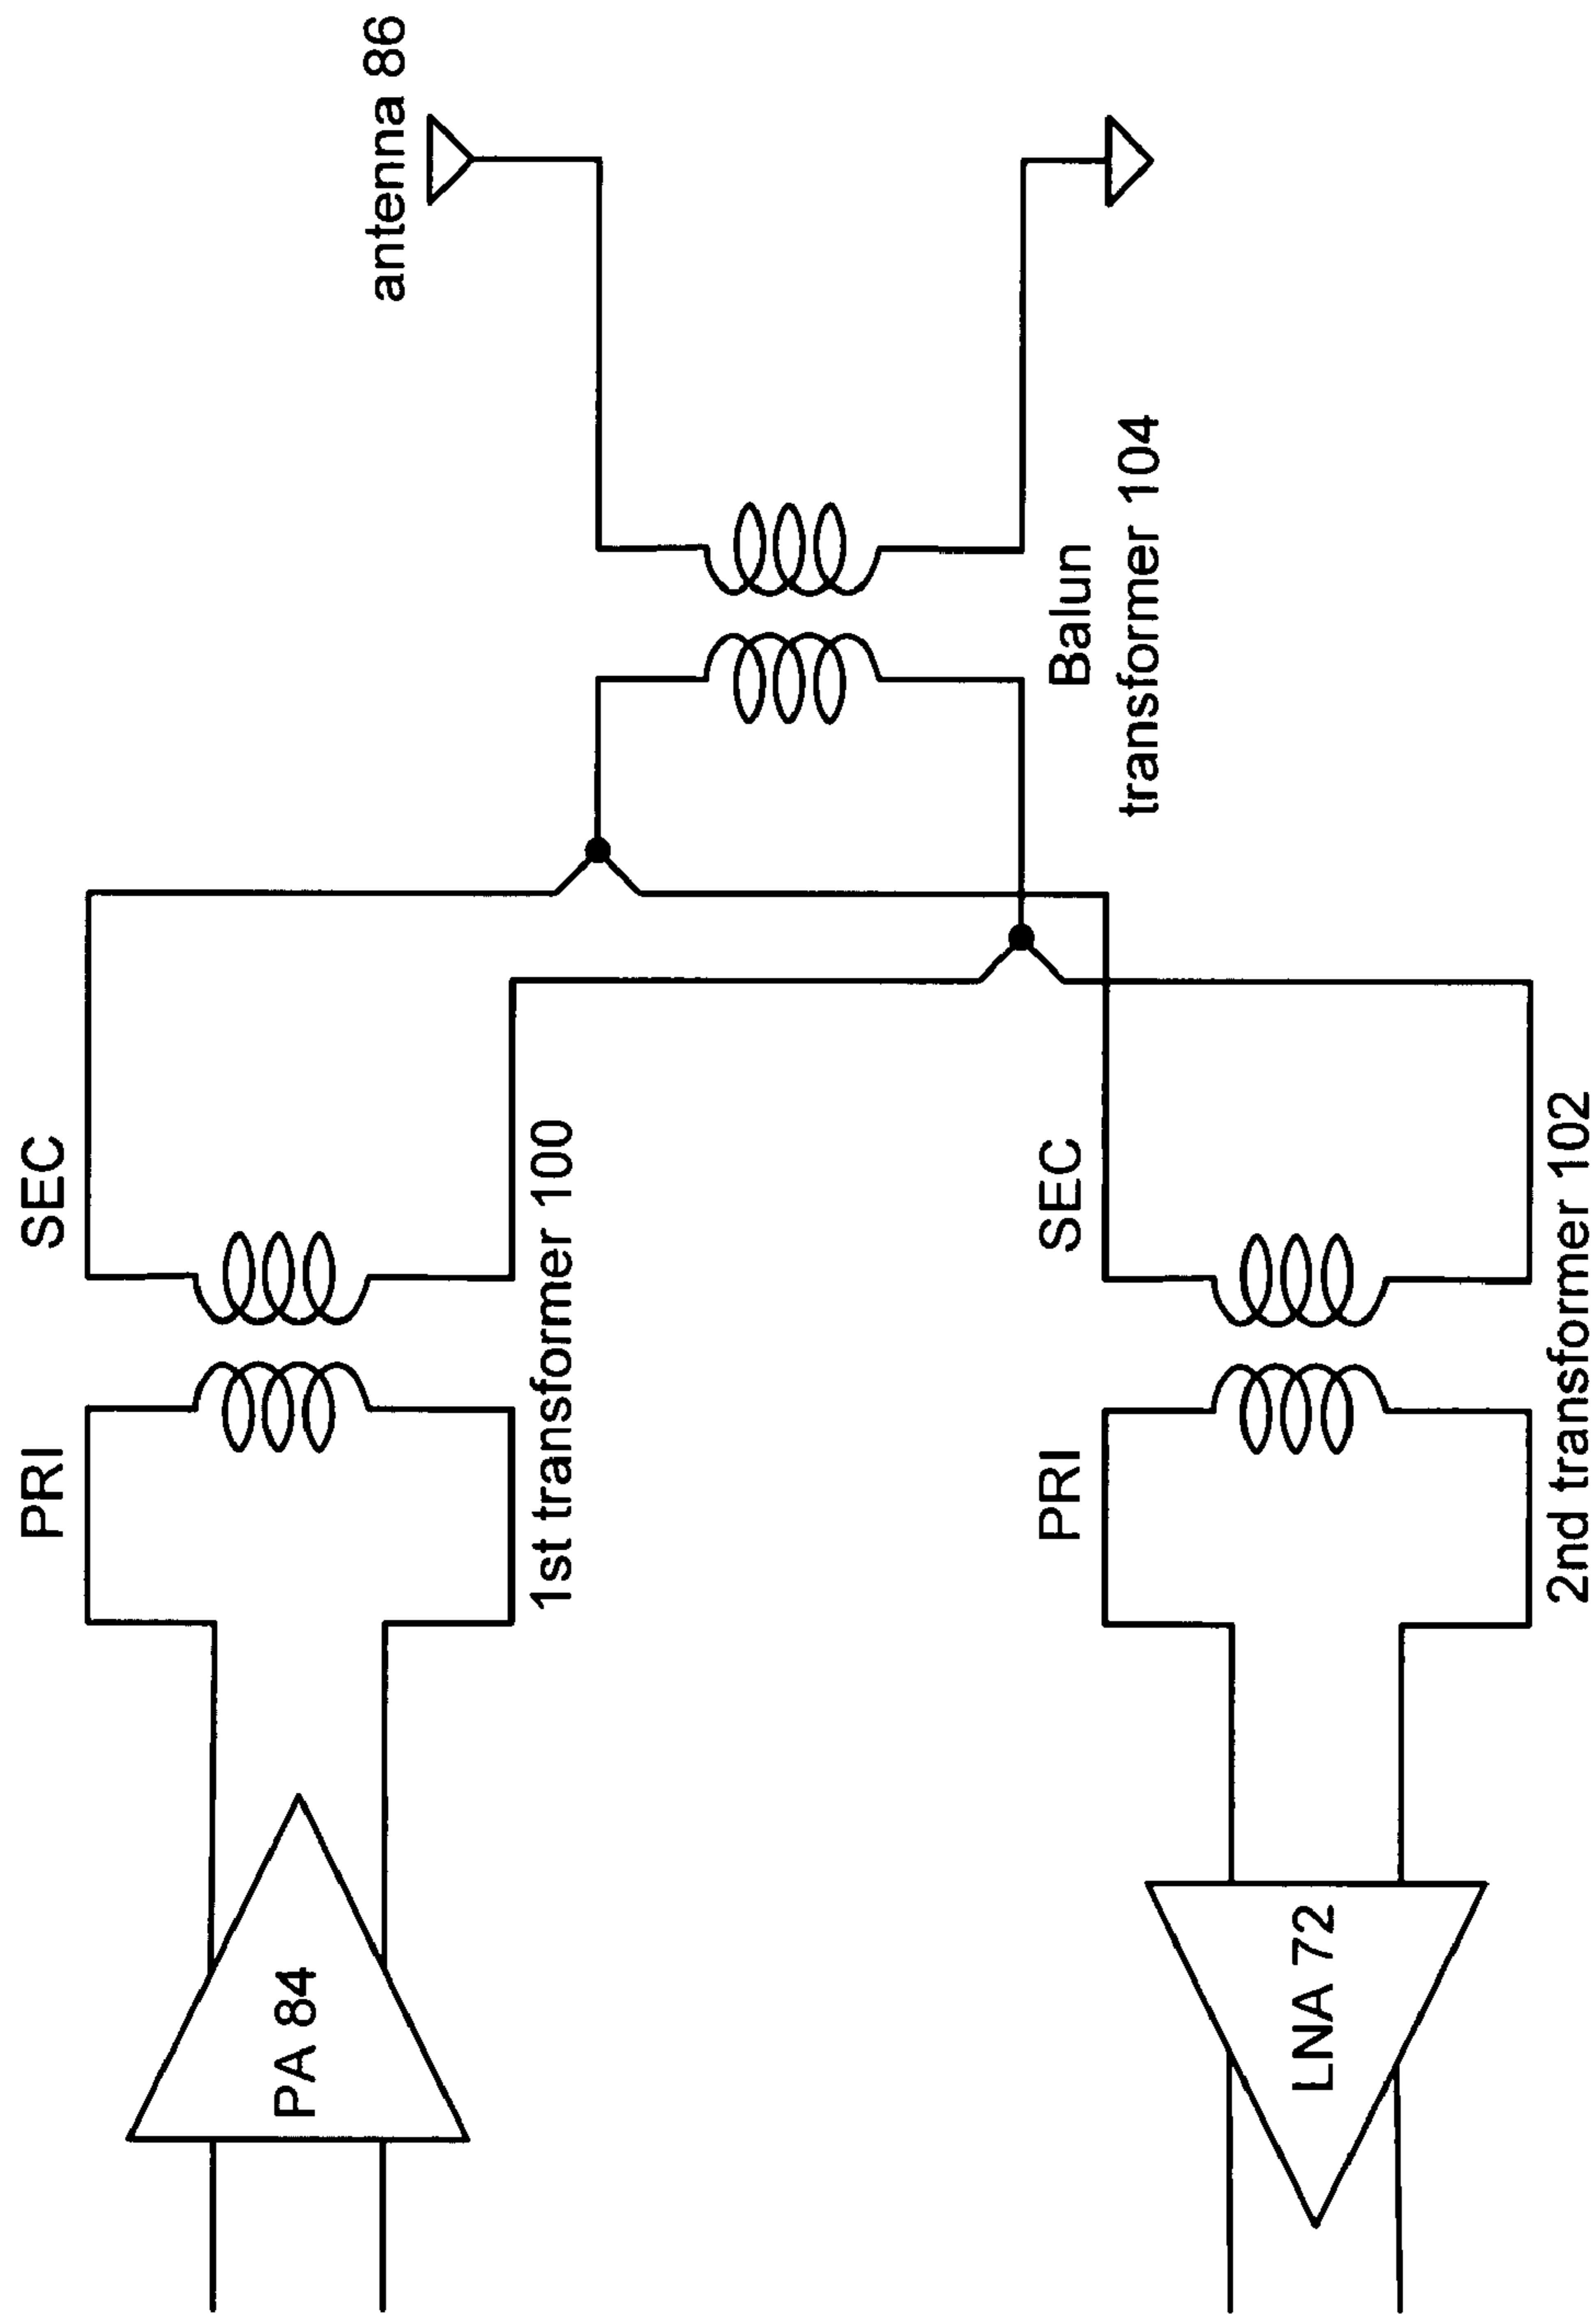 antenna 86
SEC
PRI
PA 84
1st transformer 100
Balun
transformer 104
SEC
PRI
LNA 72
2nd transformer 102